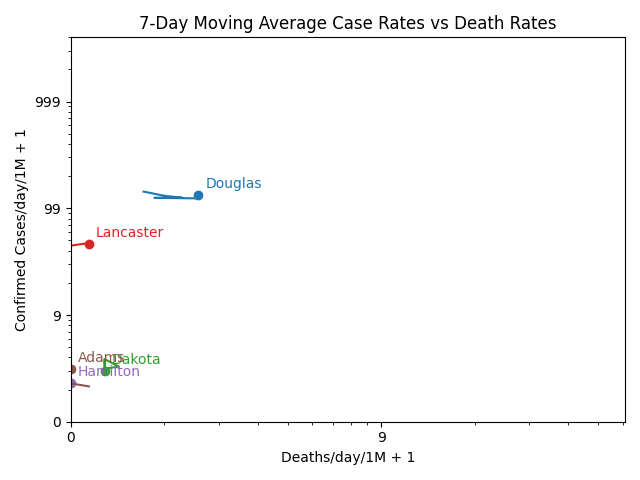 7-Day Moving Average Case Rates vs Death Rates
999
Douglas
99
Lancaster
Confirmed Cases/day/1M + 1
9
Adams
Dakota
Hamilton
0
0
9
Deaths/day/1M + 1